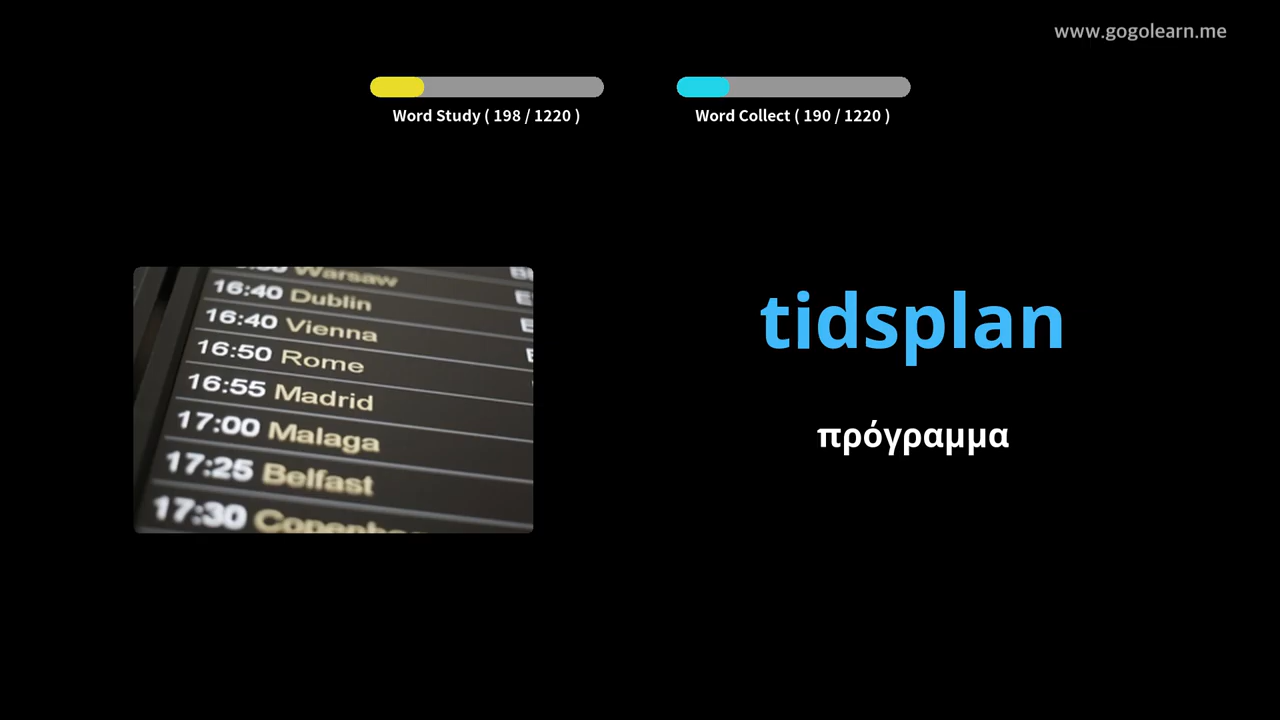 www.gogolearn.me
Word Study ( 198 / 1220 )
Word Collect ( 190 / 1220 )
Warsaw
16:40 Dublin
16:40 Vienna
16:50 Rome
16:55 Madrid
17:00 Malaga
17:25 Belfast
17:30
tidsplan
πρόγραμμα